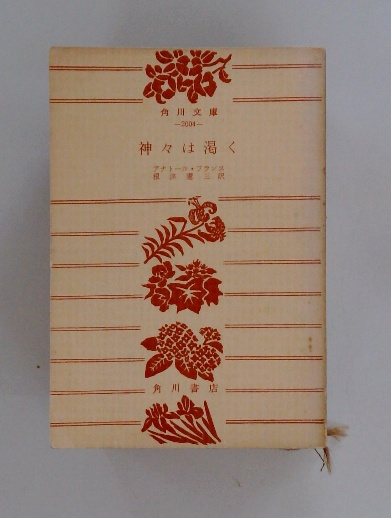 角川文庫
—2004—
神々は渇く
アナトール・フランス
根津憲三訳
角川書店